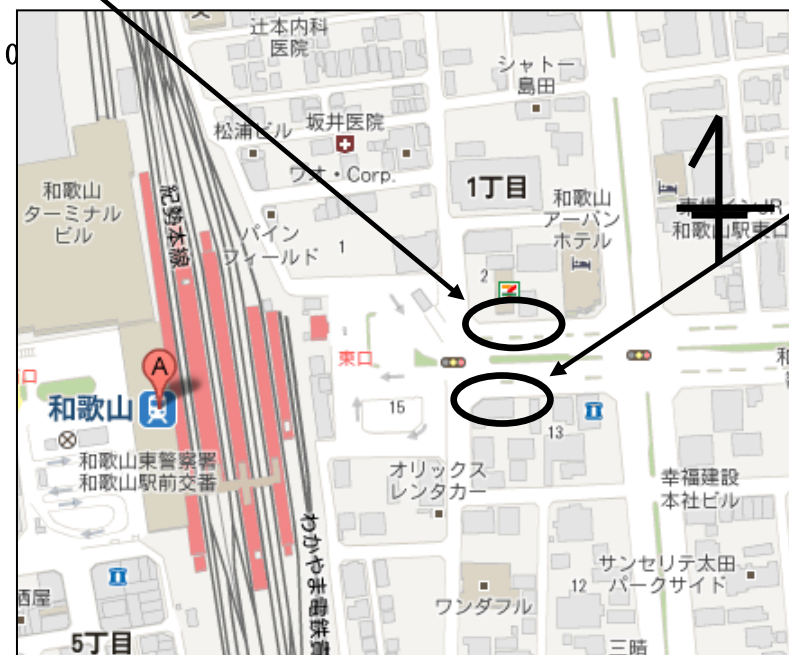 辻本内科
医院
シャトー
島田
松浦ビル
坂井医院
ワオ・Corp.
和歌山
ターミナル
ビル
紀勢本線
1丁目
和歌山
アーバン
ホテル
4
和歌山駅東口
パイン
フィールド
1
2
東口
A
和歌山
15
13
和歌山東警察署
和歌山駅前交番
オリックス
レンタカー
幸福建設
本社ビル
わかやま電鉄貴
サンセリテ太田
パークサイド
12
ワンダフル
5丁目
三晴